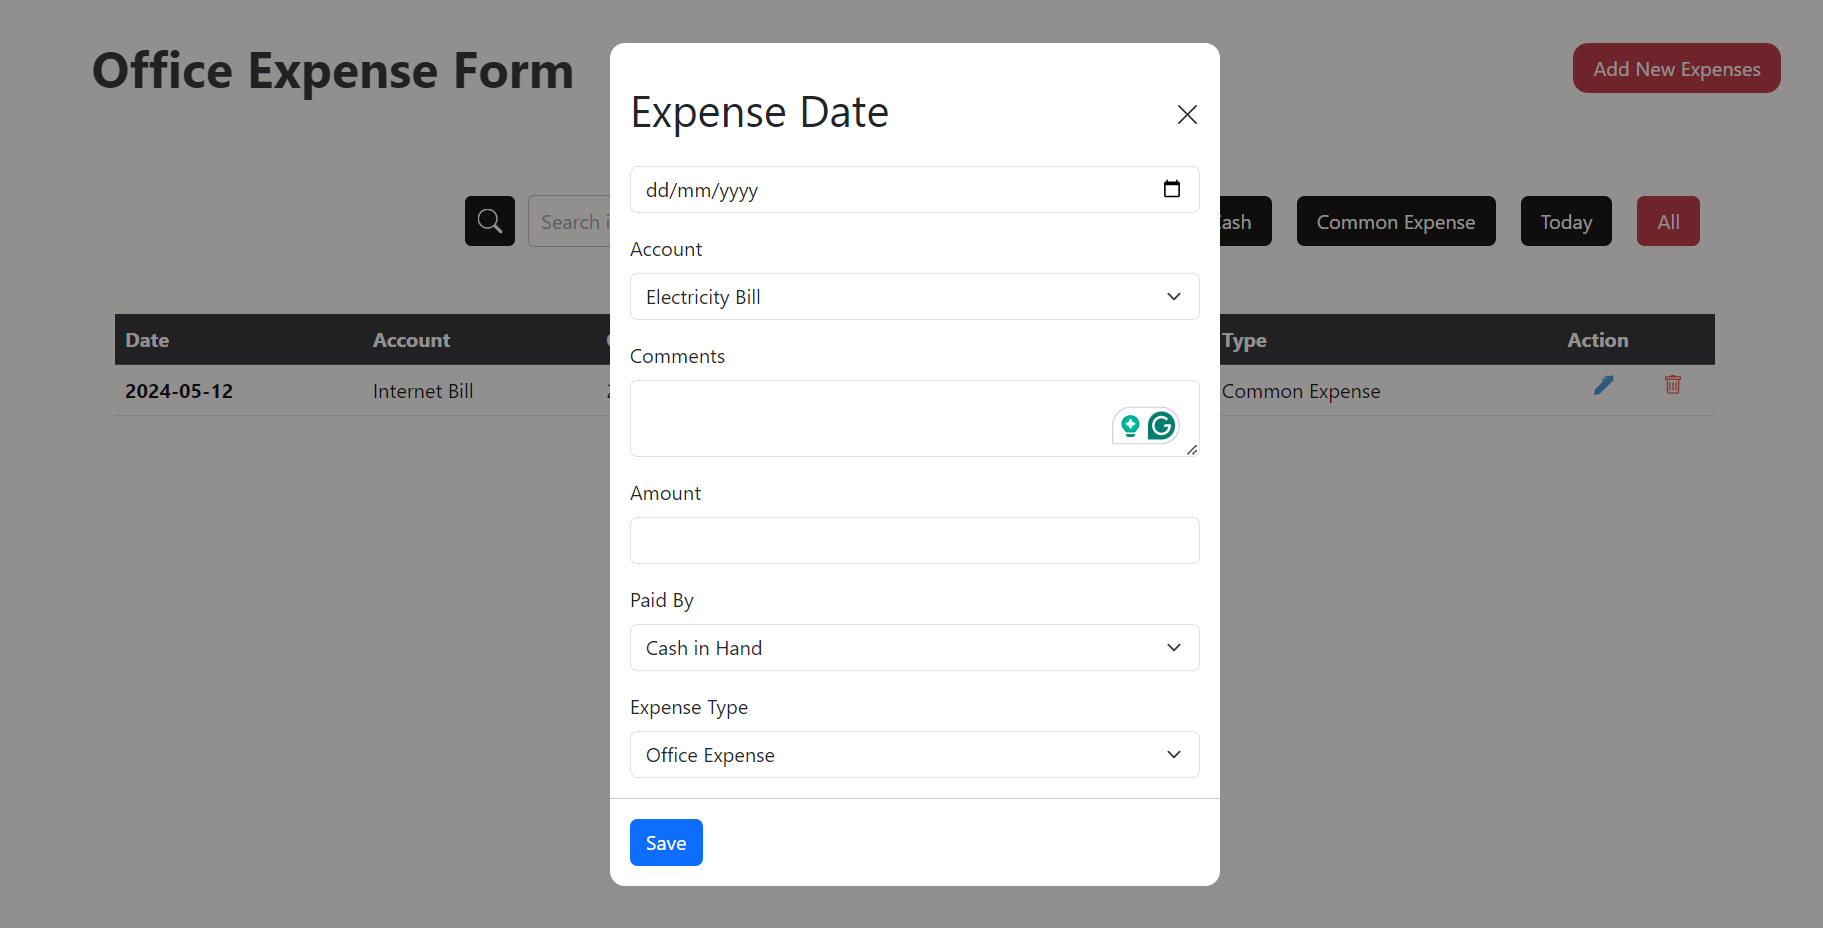 Office Expense Form
Add New Expenses
Expense Date
dd/mm/yyyy
Search
Common Expense
Today
All
Account
Electricity Bill
Date
Account
Type
Action
Comments
2024-05-12
Internet Bill
Common Expense
Amount
Paid By
Cash in Hand
Expense Type
Office Expense
Save